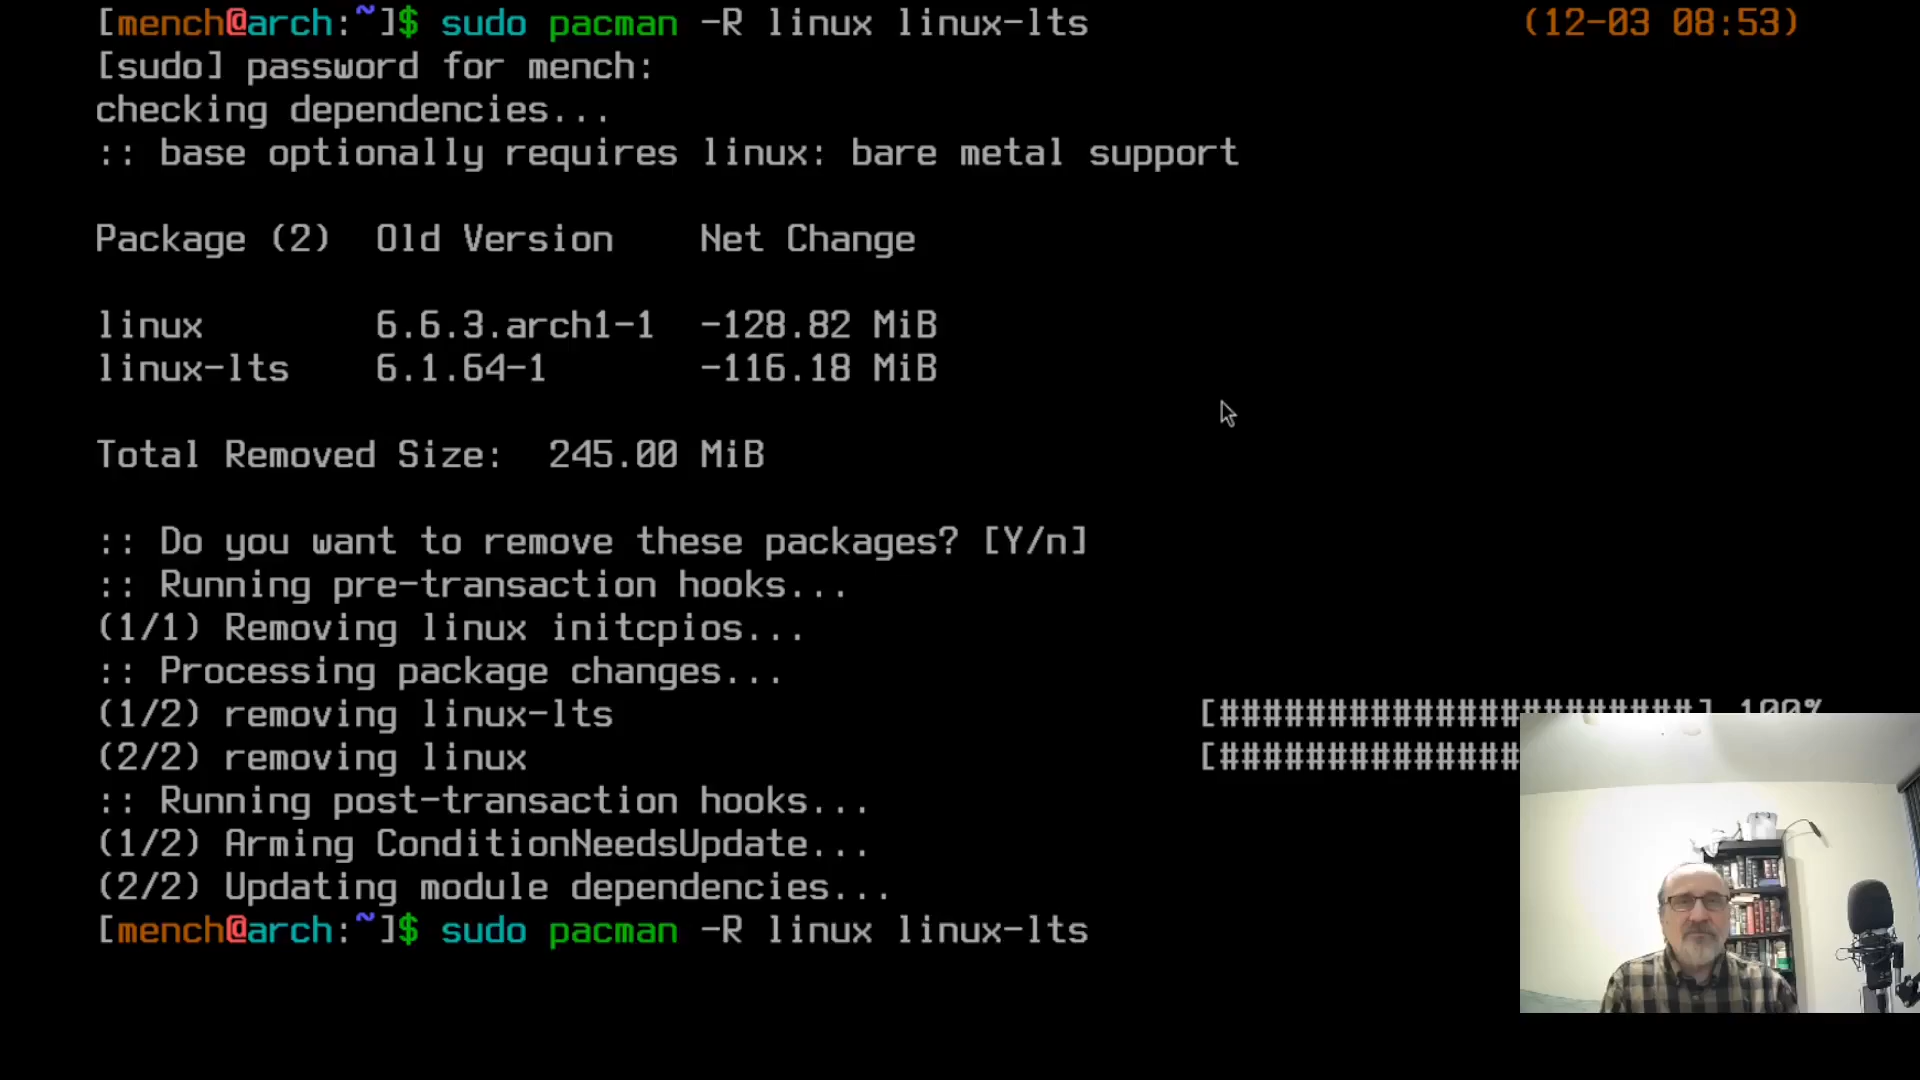 [mench@arch:~]$ sudo pacman -R linux linux-lts (12-03 08:53)
[sudo] password for mench:
checking dependencies...
:: base optionally requires linux: bare metal support
Package (2) Old Version Net Change
linux 6.6.3.arch1-1 -128.82 MiB
linux-lts 6.1.64-1 -116.18 MiB
Total Removed Size: 245.00 MiB
:: Do you want to remove these packages? [Y/n]
:: Running pre-transaction hooks...
(1/1) Removing linux initcpios...
:: Processing package changes...
(1/2) removing linux-lts [######################] 100%
(2/2) removing linux [##############
:: Running post-transaction hooks...
(1/2) Arming ConditionNeedsUpdate...
(2/2) Updating module dependencies...
[mench@arch:~]$ sudo pacman -R linux linux-lts